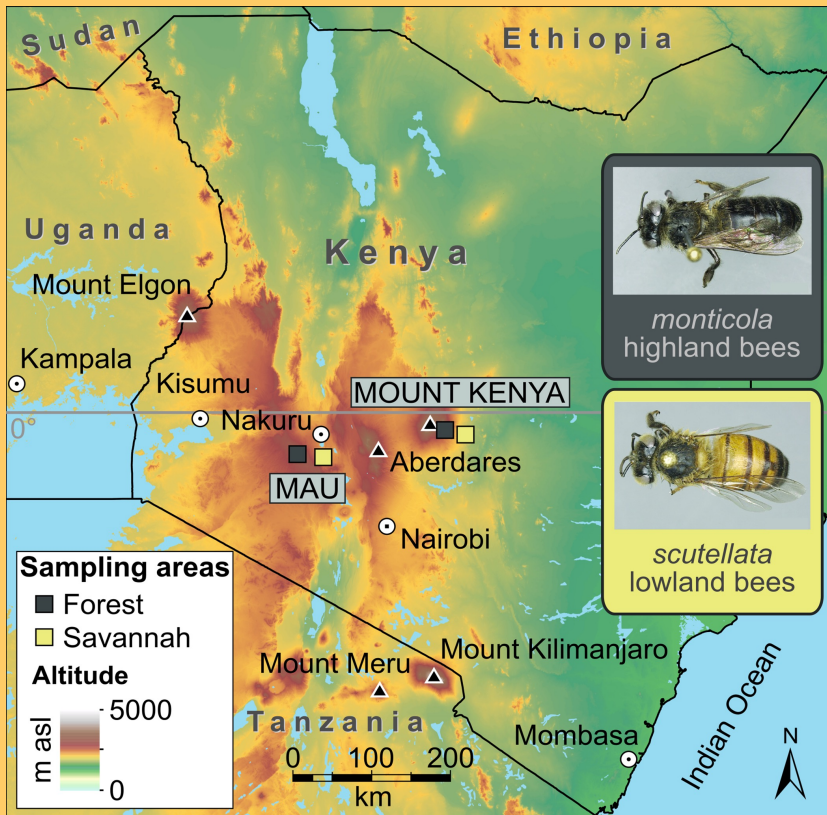 Sudan
Ethiopia
Uganda
Kenya
Mount Elgon
monticola
highland bees
Kampala
Kisumu
MOUNT KENYA
0°
Nakuru
Aberdares
MAU
Nairobi
scutellata
lowland bees
Sampling areas
Forest
Savannah
Altitude
5000
m asl
0
Mount Meru
Mount Kilimanjaro
Tanzania
0 100 200
km
Mombasa
Indian Ocean
N